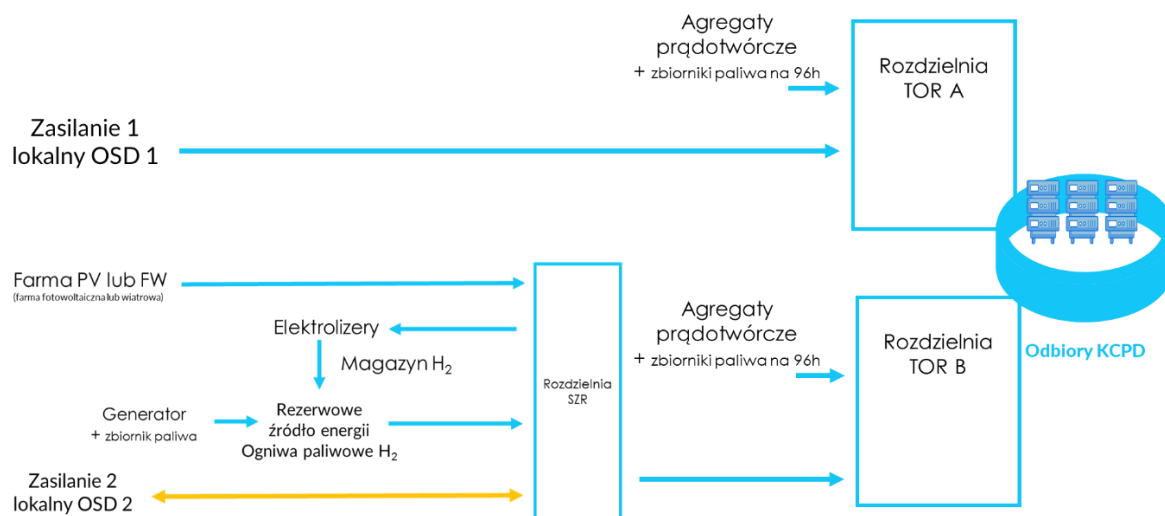 Agregaty
prądotwórcze
+ zbiorniki paliwa na 96h
Rozdzielnia
TOR A
Zasilanie 1
lokalny OSD 1
Farma PV lub FW
(farma fotowoltaiczna lub wiatrowa)
Elektrolizery
Magazyn H₂
Generator
+ zbiornik paliwa
Rezerwowe
źródło energii
Ogniwa paliwowe H₂
Zasilanie 2
lokalny OSD 2
Rozdzielnia
SZR
Agregaty
prądotwórcze
+ zbiorniki paliwa na 96h
Rozdzielnia
TOR B
Odbiory KCPD